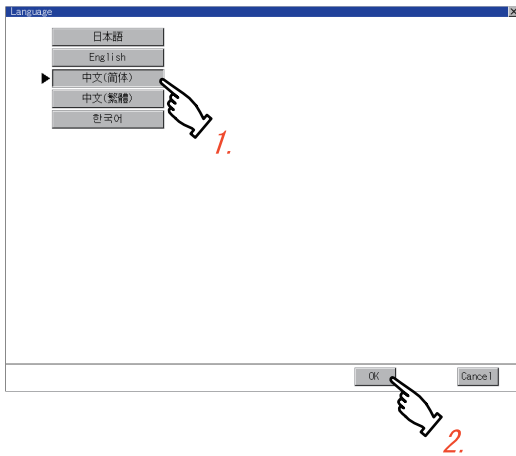 Language
日本語
English
中文(简体)
中文(繁體)
한국어
1.
OK
Cancel
2.